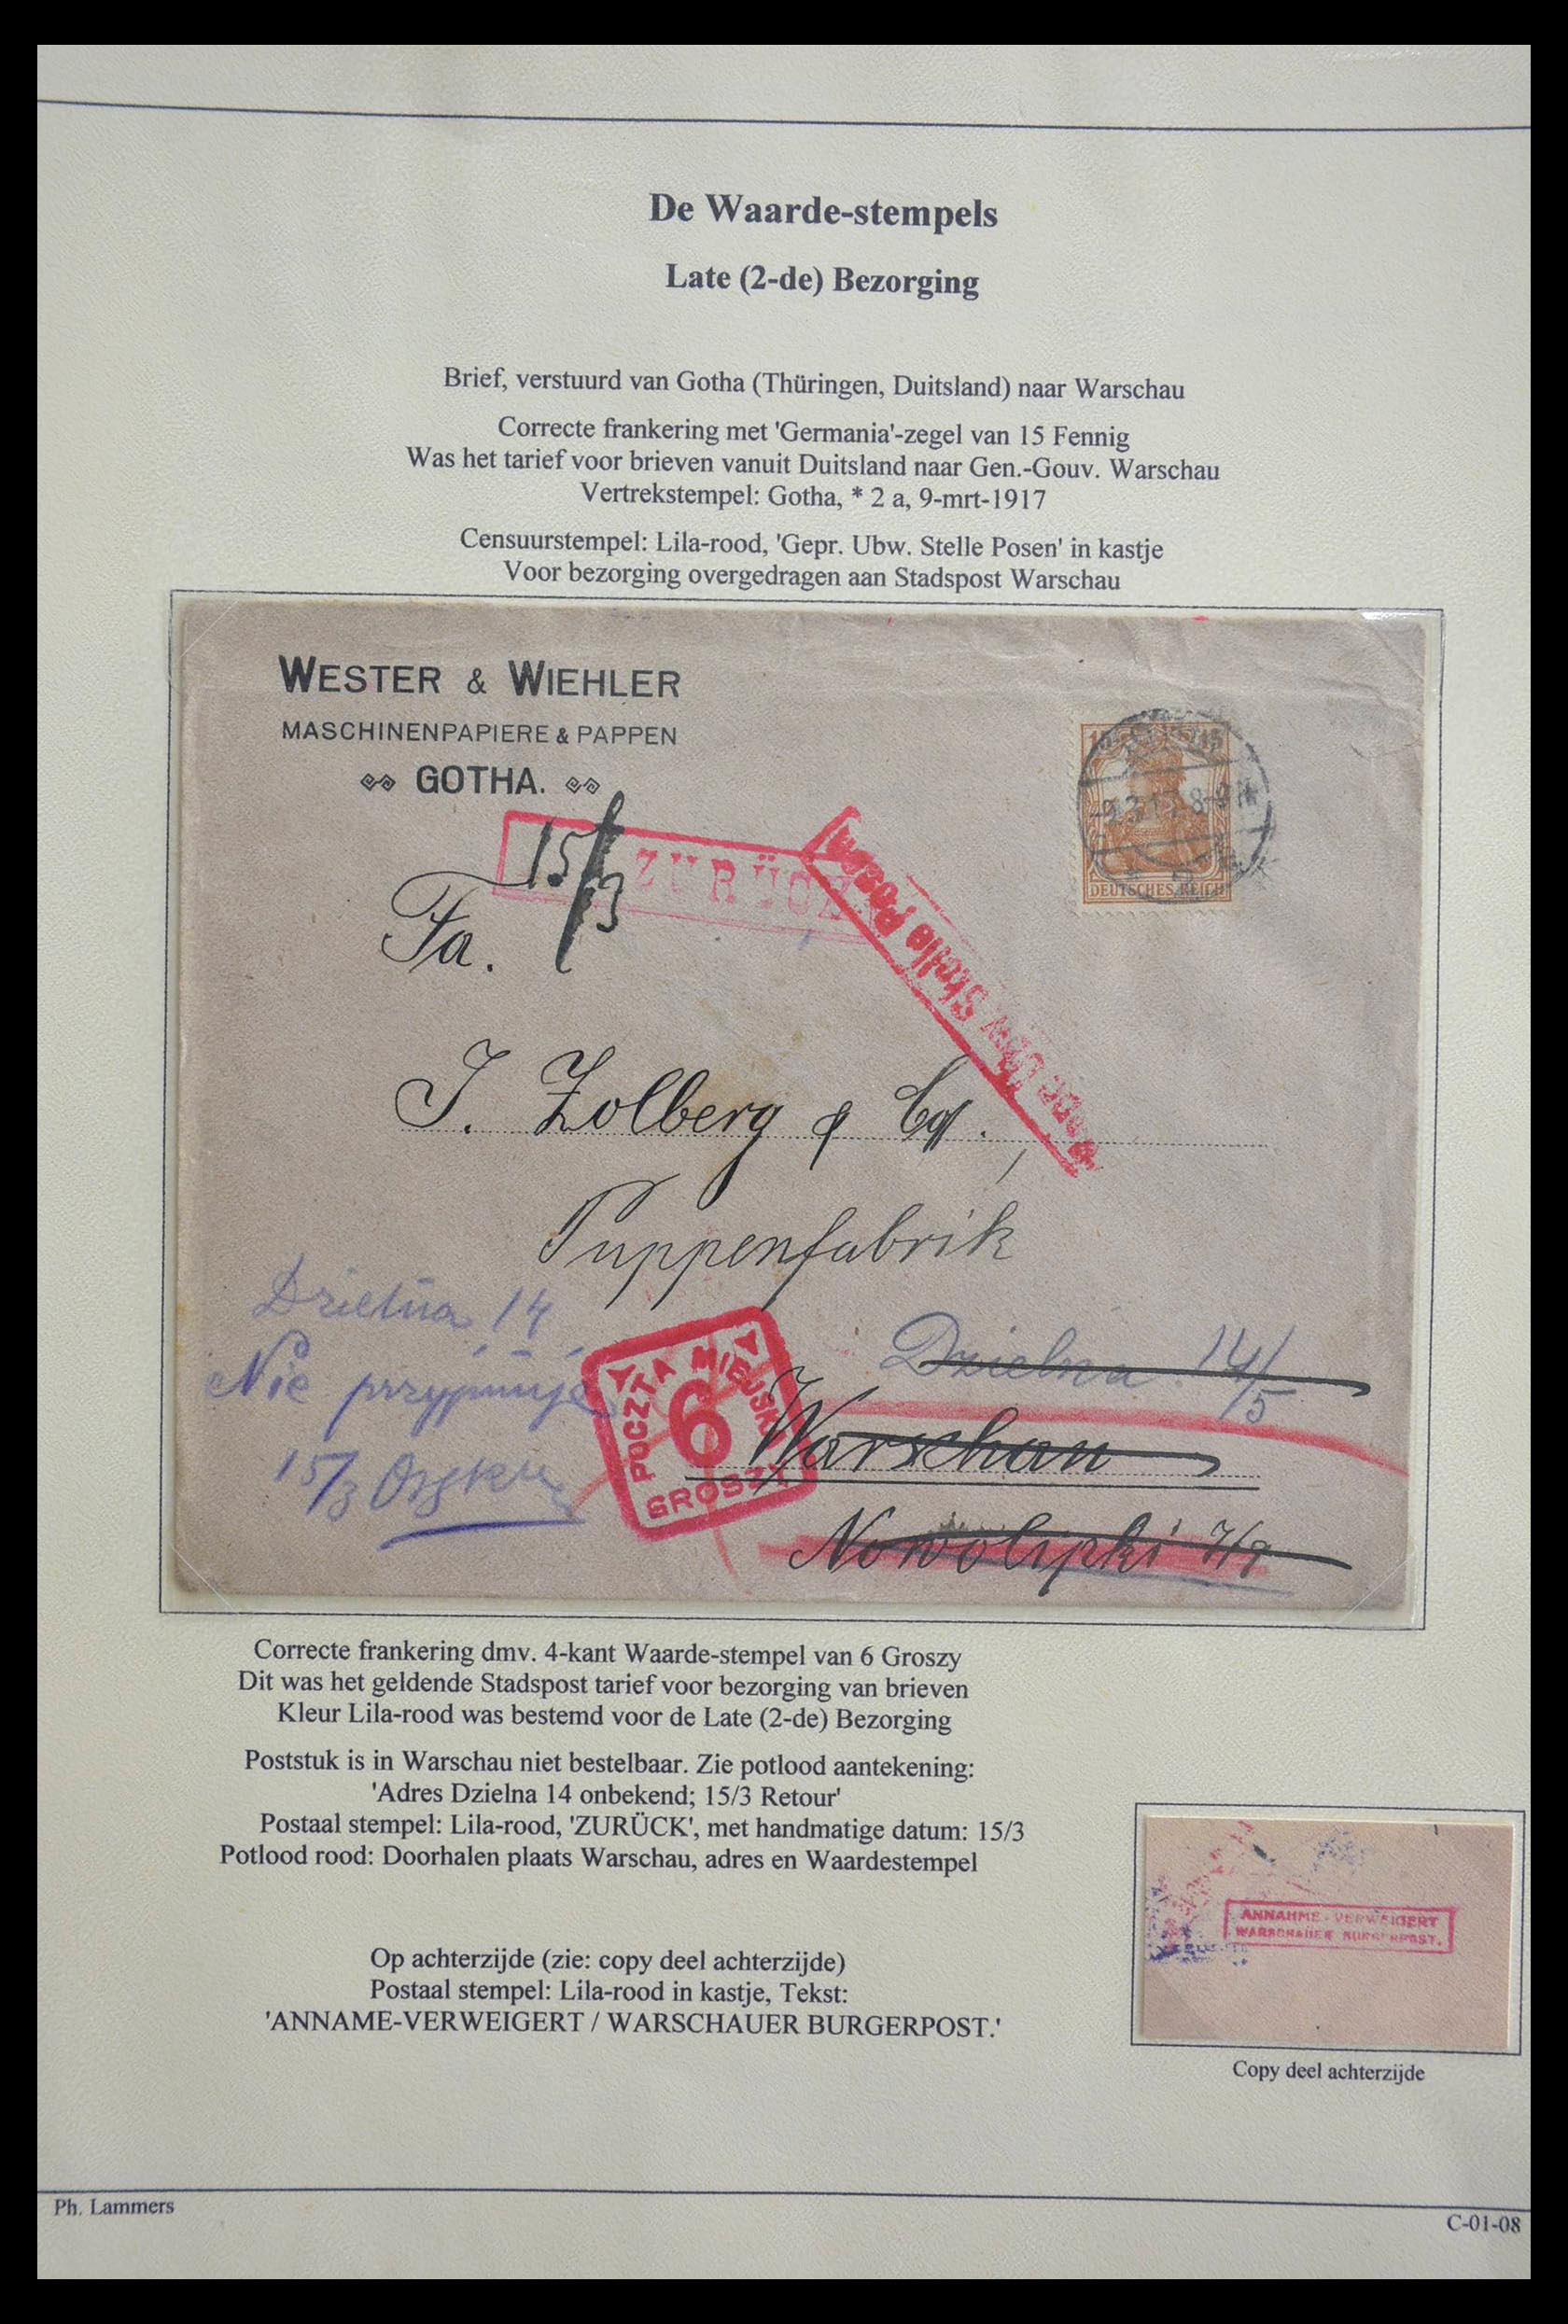 De Waarde-stempels
Late (2-de) Bezorging
Brief, verstuurd van Gotha (Thüringen, Duitsland) naar Warschau
Correcte frankering met 'Germania'-zegel van 15 Fennig
Was het tarief voor brieven vanuit Duitsland naar Gen.-Gouv. Warschau
Vertrekstempel: Gotha, * 2 a, 9-mrt-1917
Censuurstempel: Lila-rood, 'Gepr. Ubw. Stelle Posen' in kastje
Voor bezorging overgedragen aan Stadspost Warschau
WESTER & WIEHLER
MASCHINENPAPIERE & PAPPEN
GOTHA.
15 15
DEUTSCHES REICH
15/3
ZURÜCK
Stelle Posen
Fa.
J. Zolberg & Co.
Puppenfabrik
Dzielna 14
Nie przyjmuje
15/3
POCZTA MIEJSKA
6
GROSZY
Dzielna 14/5
Warschau
Nowolipki 7/9
Correcte frankering dmv. 4-kant Waarde-stempel van 6 Groszy
Dit was het geldende Stadspost tarief voor bezorging van brieven
Kleur Lila-rood was bestemd voor de Late (2-de) Bezorging
Poststuk is in Warschau niet bestelbaar. Zie potlood aantekening:
'Adres Dzielna 14 onbekend; 15/3 Retour'
Postaal stempel: Lila-rood, 'ZURÜCK', met handmatige datum: 15/3
Potlood rood: Doorhalen plaats Warschau, adres en Waardestempel
Op achterzijde (zie: copy deel achterzijde)
Postaal stempel: Lila-rood in kastje, Tekst:
'ANNAME-VERWEIGERT / WARSCHAUER BURGERPOST.'
ANNAHME-VERWEIGERT
WARSCHAUER BURGERPOST.
Copy deel achterzijde
Ph. Lammers
C-01-08